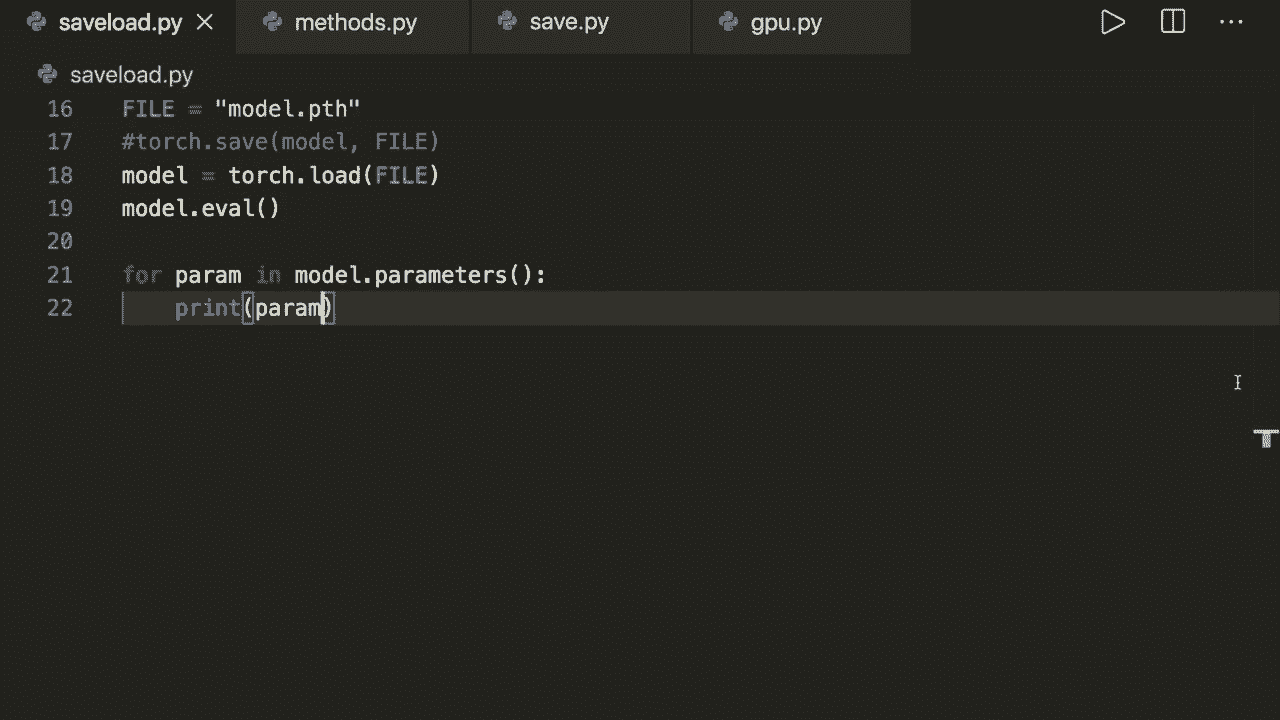 saveload.py methods.py save.py gpu.py
saveload.py
16 FILE = "model.pth"
17 #torch.save(model, FILE)
18 model = torch.load(FILE)
19 model.eval()
20
21 for param in model.parameters():
22 print(param)